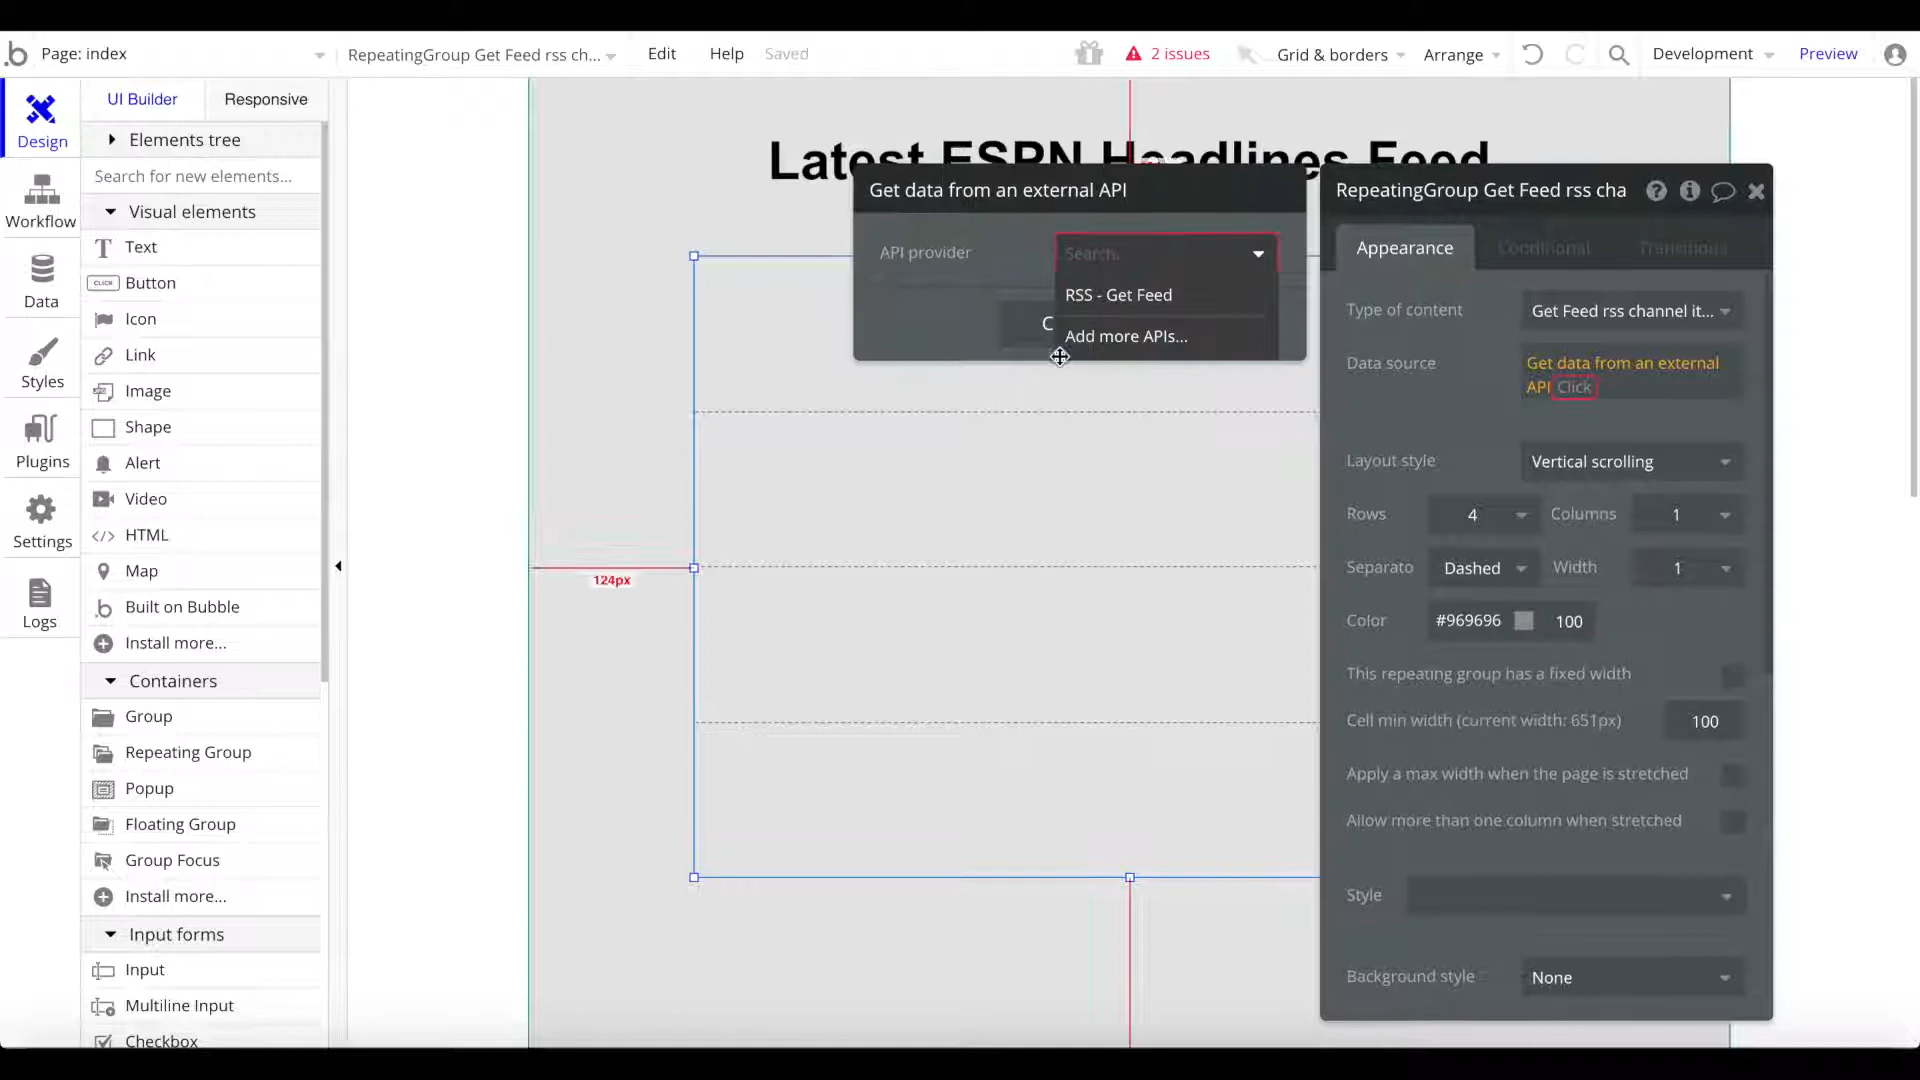 Page: index
RepeatingGroup Get Feed rss ch...
Edit
Help
Saved
2 issues
Grid & borders
Arrange
Development
Preview
Design
Workflow
Data
Styles
Plugins
Settings
Logs
UI Builder
Responsive
Elements tree
Search for new elements...
Visual elements
Text
CLICK
Button
Icon
Link
Image
Shape
Alert
Video
HTML
Map
Built on Bubble
Install more...
Containers
Group
Repeating Group
Popup
Floating Group
Group Focus
Install more...
Input forms
Input
Multiline Input
Checkbox
Latest ESPN Headlines Feed
124px
Get data from an external API
API provider
Search.
RSS - Get Feed
Add more APIs...
C
RepeatingGroup Get Feed rss cha
Appearance
Conditional
Transitions
Type of content
Get Feed rss channel it...
Data source
Get data from an external
API Click
Layout style
Vertical scrolling
Rows
4
Columns
1
Separato
Dashed
Width
1
Color
#969696
100
This repeating group has a fixed width
Cell min width (current width: 651px)
100
Apply a max width when the page is stretched
Allow more than one column when stretched
Style
Background style
None